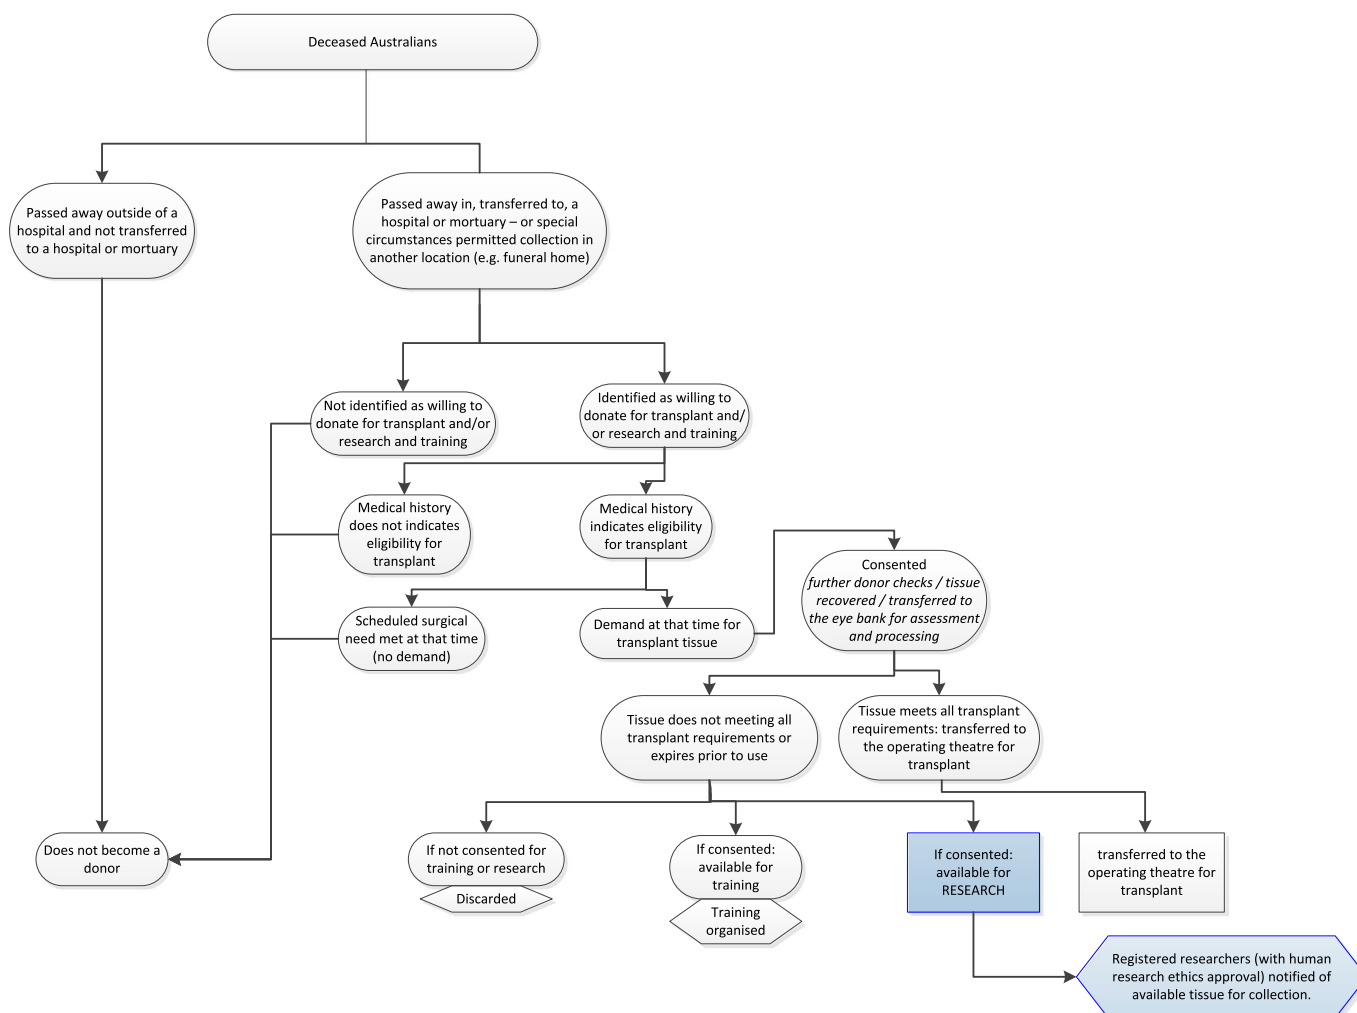 Deceased Australians
Passed away outside of a
hospital and not transferred
to a hospital or mortuary
Passed away in, transferred to, a
hospital or mortuary – or special
circumstances permitted collection in
another location (e.g. funeral home)
Not identified as willing to
donate for transplant and/or
research and training
Identified as willing to
donate for transplant and/
or research and training
Medical history
does not indicates
eligibility for
transplant
Medical history
indicates eligibility
for transplant
Consented
further donor checks / tissue
recovered / transferred to
the eye bank for assessment
and processing
Scheduled surgical
need met at that time
(no demand)
Demand at that time for
transplant tissue
Tissue does not meeting all
transplant requirements or
expires prior to use
Tissue meets all transplant
requirements: transferred to
the operating theatre for
transplant
Does not become a
donor
If not consented for
training or research
Discarded
If consented:
available for
training
Training
organised
If consented:
available for
RESEARCH
transferred to the
operating theatre for
transplant
Registered researchers (with human
research ethics approval) notified of
available tissue for collection.